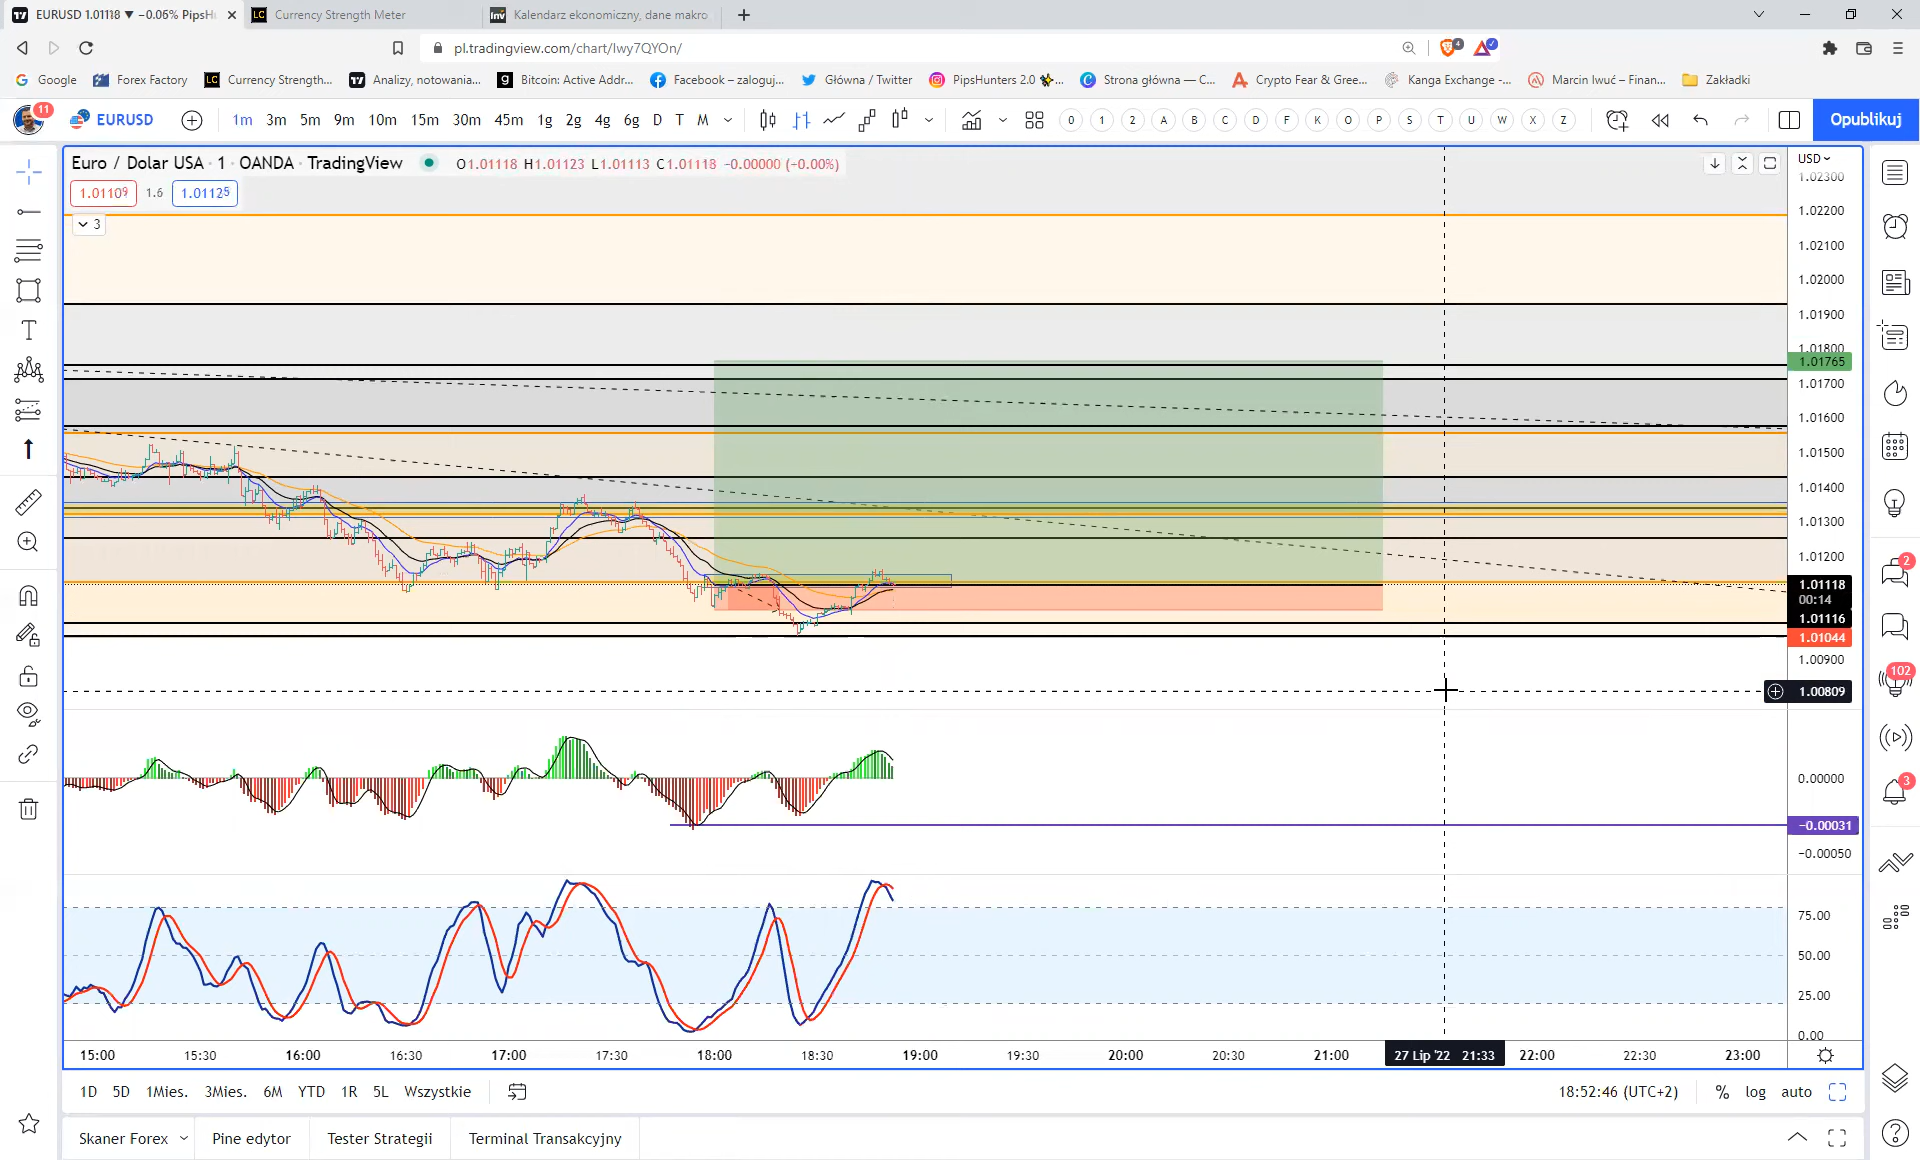 EURUSD 1.01118 ▼ −0.06% PipsH
Currency Strength Meter
Kalendarz ekonomiczny, dane makro
pl.tradingview.com/chart/Iwy7QYOn/
4
Google
Forex Factory
Currency Strength...
Analizy, notowania...
Bitcoin: Active Addr...
Facebook – zaloguj...
Główna / Twitter
PipsHunters 2.0 ...
Strona główna — C...
Crypto Fear & Gree...
Kanga Exchange -...
Marcin Iwuć – Finan...
Zakładki
11
EURUSD
1m 3m 5m 9m 10m 15m 30m 45m 1g 2g 4g 6g D T M
0 1 2 A B C D F K O P S T U W X Z
Opublikuj
Euro / Dolar USA · 1 · OANDA · TradingView
O1.01118 H1.01123 L1.01113 C1.01118 −0.00000 (−0.00%)
1.01109 1.6 1.01125
3
USD
1.02300
1.02200
1.02100
1.02000
1.01900
1.01800
1.01765
1.01700
1.01600
1.01500
1.01400
1.01300
1.01200
1.01118
00:14
1.01116
1.01044
1.00900
1.00809
0.00000
−0.00031
−0.00050
75.00
50.00
25.00
0.00
2
102
3
15:00 15:30 16:00 16:30 17:00 17:30 18:00 18:30 19:00 19:30 20:00 20:30 21:00 27 Lip '22 21:33 22:00 22:30 23:00
1D 5D 1Mies. 3Mies. 6M YTD 1R 5L Wszystkie
18:52:46 (UTC+2) % log auto
Skaner Forex
Pine edytor
Tester Strategii
Terminal Transakcyjny